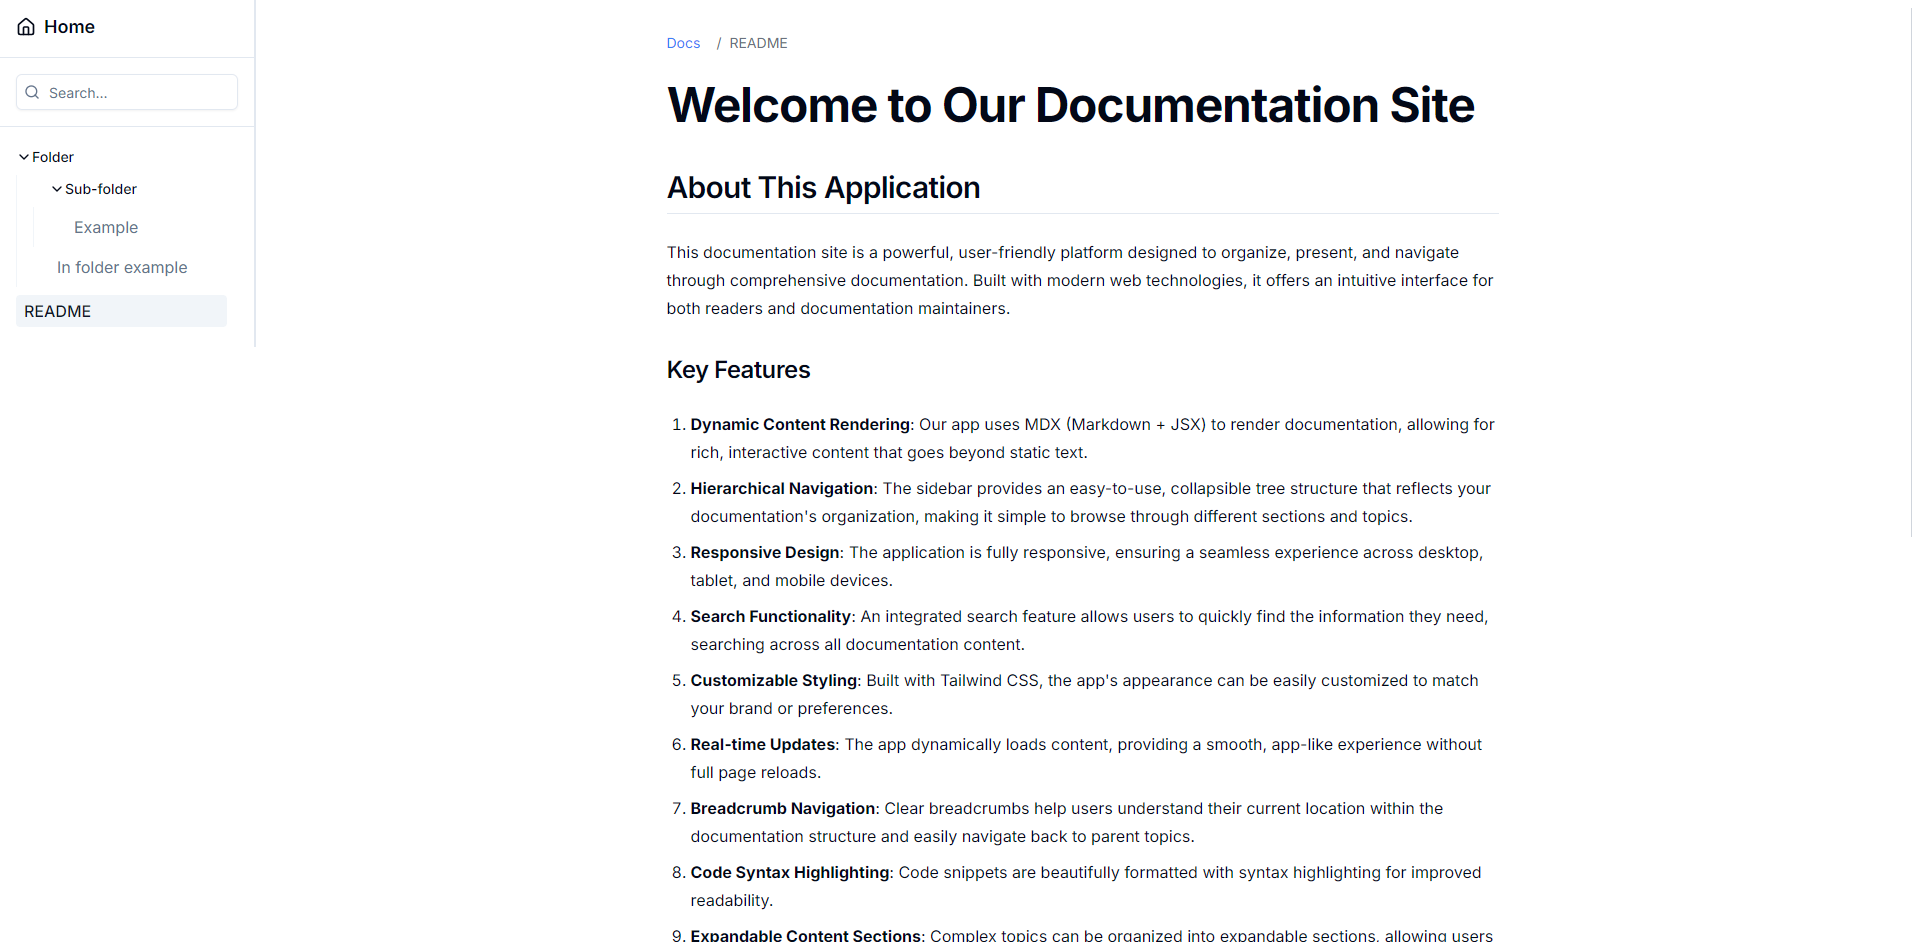 Home
Search...
Folder
Sub-folder
Example
In folder example
README
Docs / README
Welcome to Our Documentation Site
About This Application
This documentation site is a powerful, user-friendly platform designed to organize, present, and navigate
through comprehensive documentation. Built with modern web technologies, it offers an intuitive interface for
both readers and documentation maintainers.
Key Features
1. Dynamic Content Rendering: Our app uses MDX (Markdown + JSX) to render documentation, allowing for
rich, interactive content that goes beyond static text.
2. Hierarchical Navigation: The sidebar provides an easy-to-use, collapsible tree structure that reflects your
documentation's organization, making it simple to browse through different sections and topics.
3. Responsive Design: The application is fully responsive, ensuring a seamless experience across desktop,
tablet, and mobile devices.
4. Search Functionality: An integrated search feature allows users to quickly find the information they need,
searching across all documentation content.
5. Customizable Styling: Built with Tailwind CSS, the app's appearance can be easily customized to match
your brand or preferences.
6. Real-time Updates: The app dynamically loads content, providing a smooth, app-like experience without
full page reloads.
7. Breadcrumb Navigation: Clear breadcrumbs help users understand their current location within the
documentation structure and easily navigate back to parent topics.
8. Code Syntax Highlighting: Code snippets are beautifully formatted with syntax highlighting for improved
readability.
9. Expandable Content Sections: Complex topics can be organized into expandable sections, allowing users